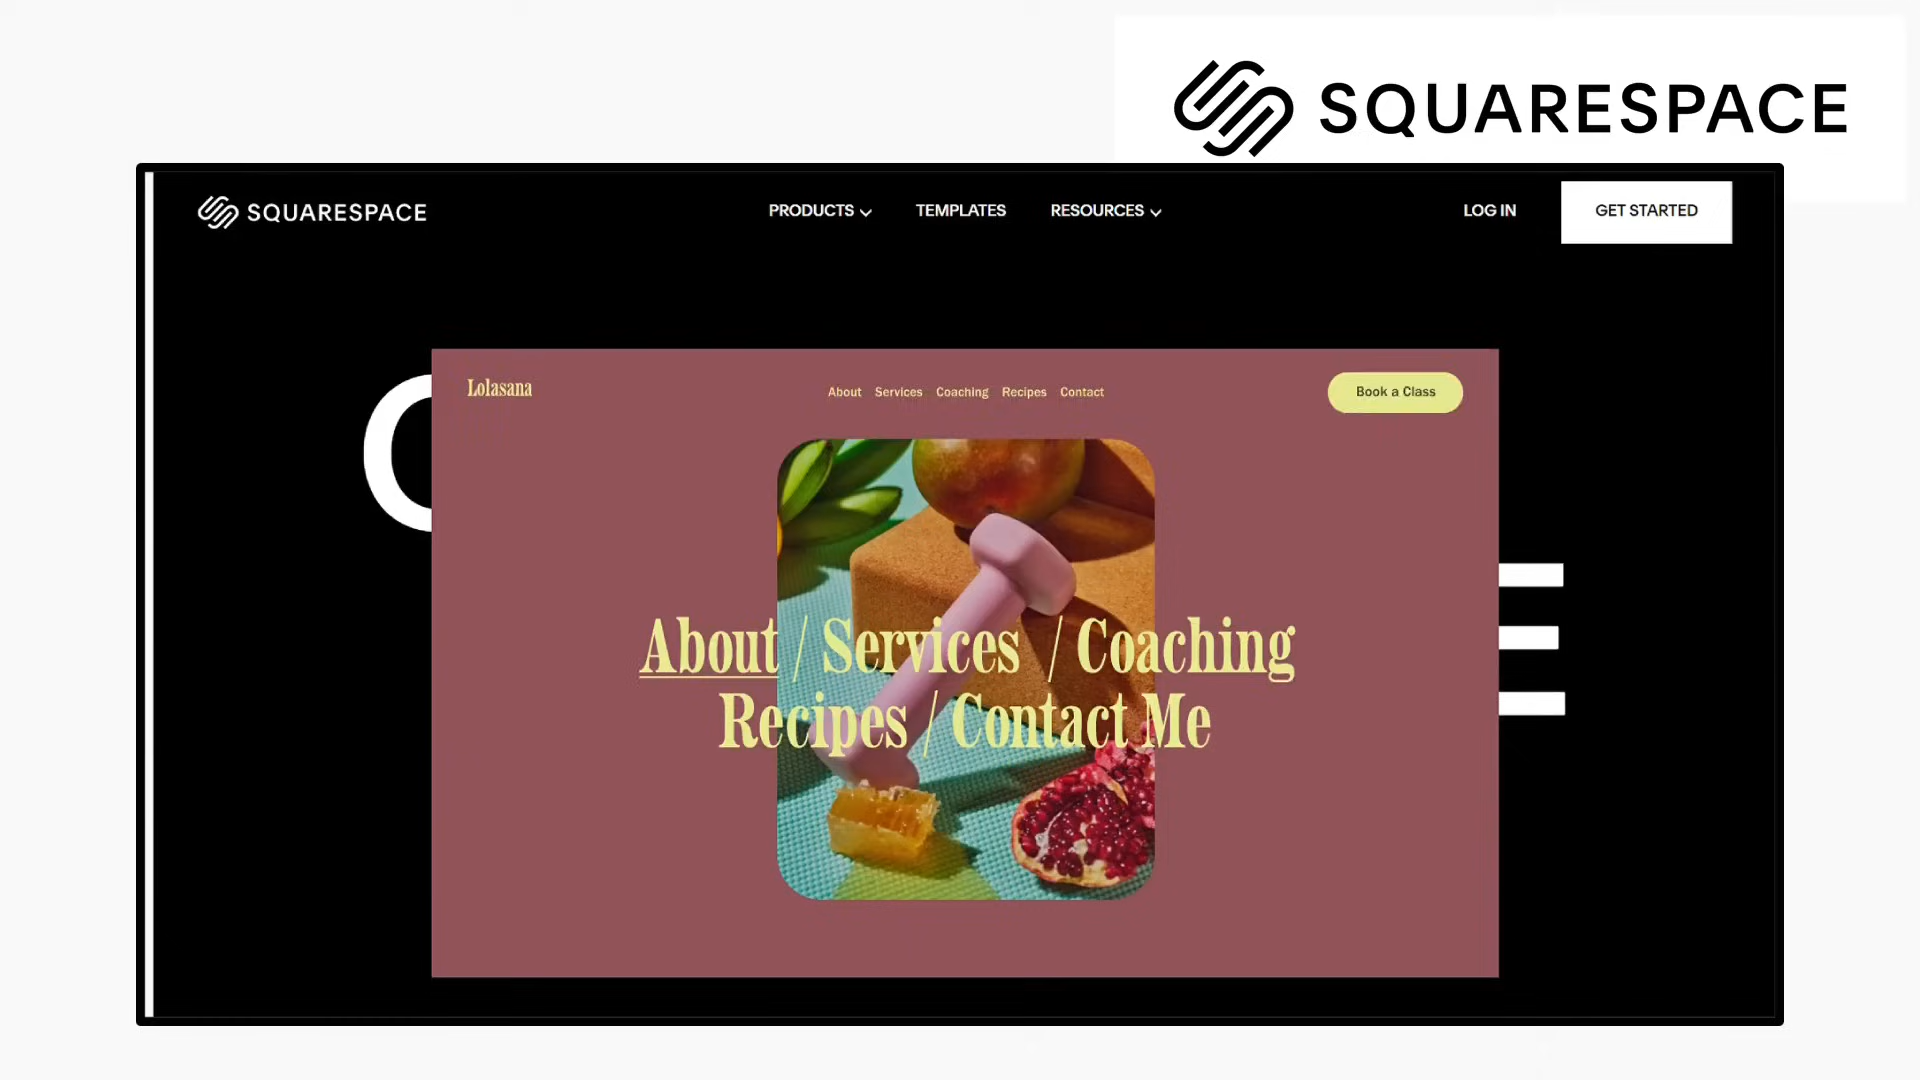 SQUARESPACE
SQUARESPACE
PRODUCTS
TEMPLATES
RESOURCES
LOG IN
GET STARTED
Lolasana
About
Services
Coaching
Recipes
Contact
Book a Class
About / Services / Coaching
Recipes / Contact Me
E